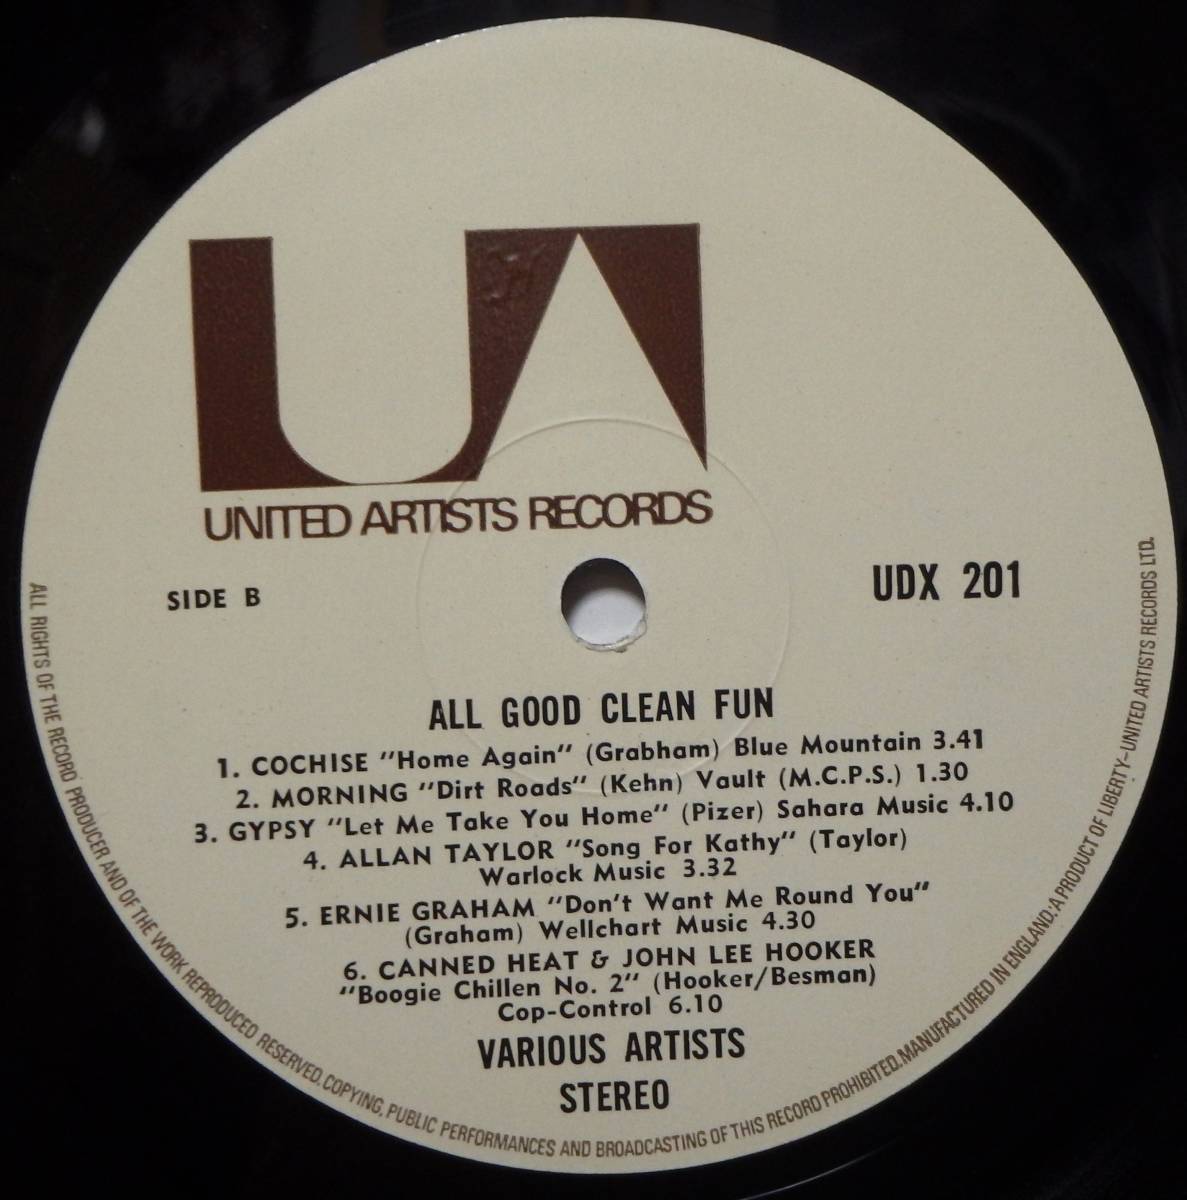 UA
UNITED ARTISTS RECORDS
SIDE B
UDX 201
ALL GOOD CLEAN FUN
1. COCHISE "Home Again" (Grabham) Blue Mountain 3.41
2. MORNING "Dirt Roads" (Kehn) Vault (M.C.P.S.) 1.30
3. GYPSY "Let Me Take You Home" (Pizer) Sahara Music 4.10
4. ALLAN TAYLOR "Song For Kathy" (Taylor)
Warlock Music 3.32
5. ERNIE GRAHAM "Don't Want Me Round You"
(Graham) Wellchart Music 4.30
6. CANNED HEAT & JOHN LEE HOOKER
"Boogie Chillen No. 2" (Hooker/Besman)
Cop-Control 6.10
VARIOUS ARTISTS
STEREO
ALL RIGHTS OF THE RECORD PRODUCER AND OF THE WORK REPRODUCED RESERVED. COPYING, PUBLIC PERFORMANCES AND BROADCASTING OF THIS RECORD PROHIBITED. MANUFACTURED IN ENGLAND: A PRODUCT OF LIBERTY-UNITED ARTISTS RECORDS LTD.